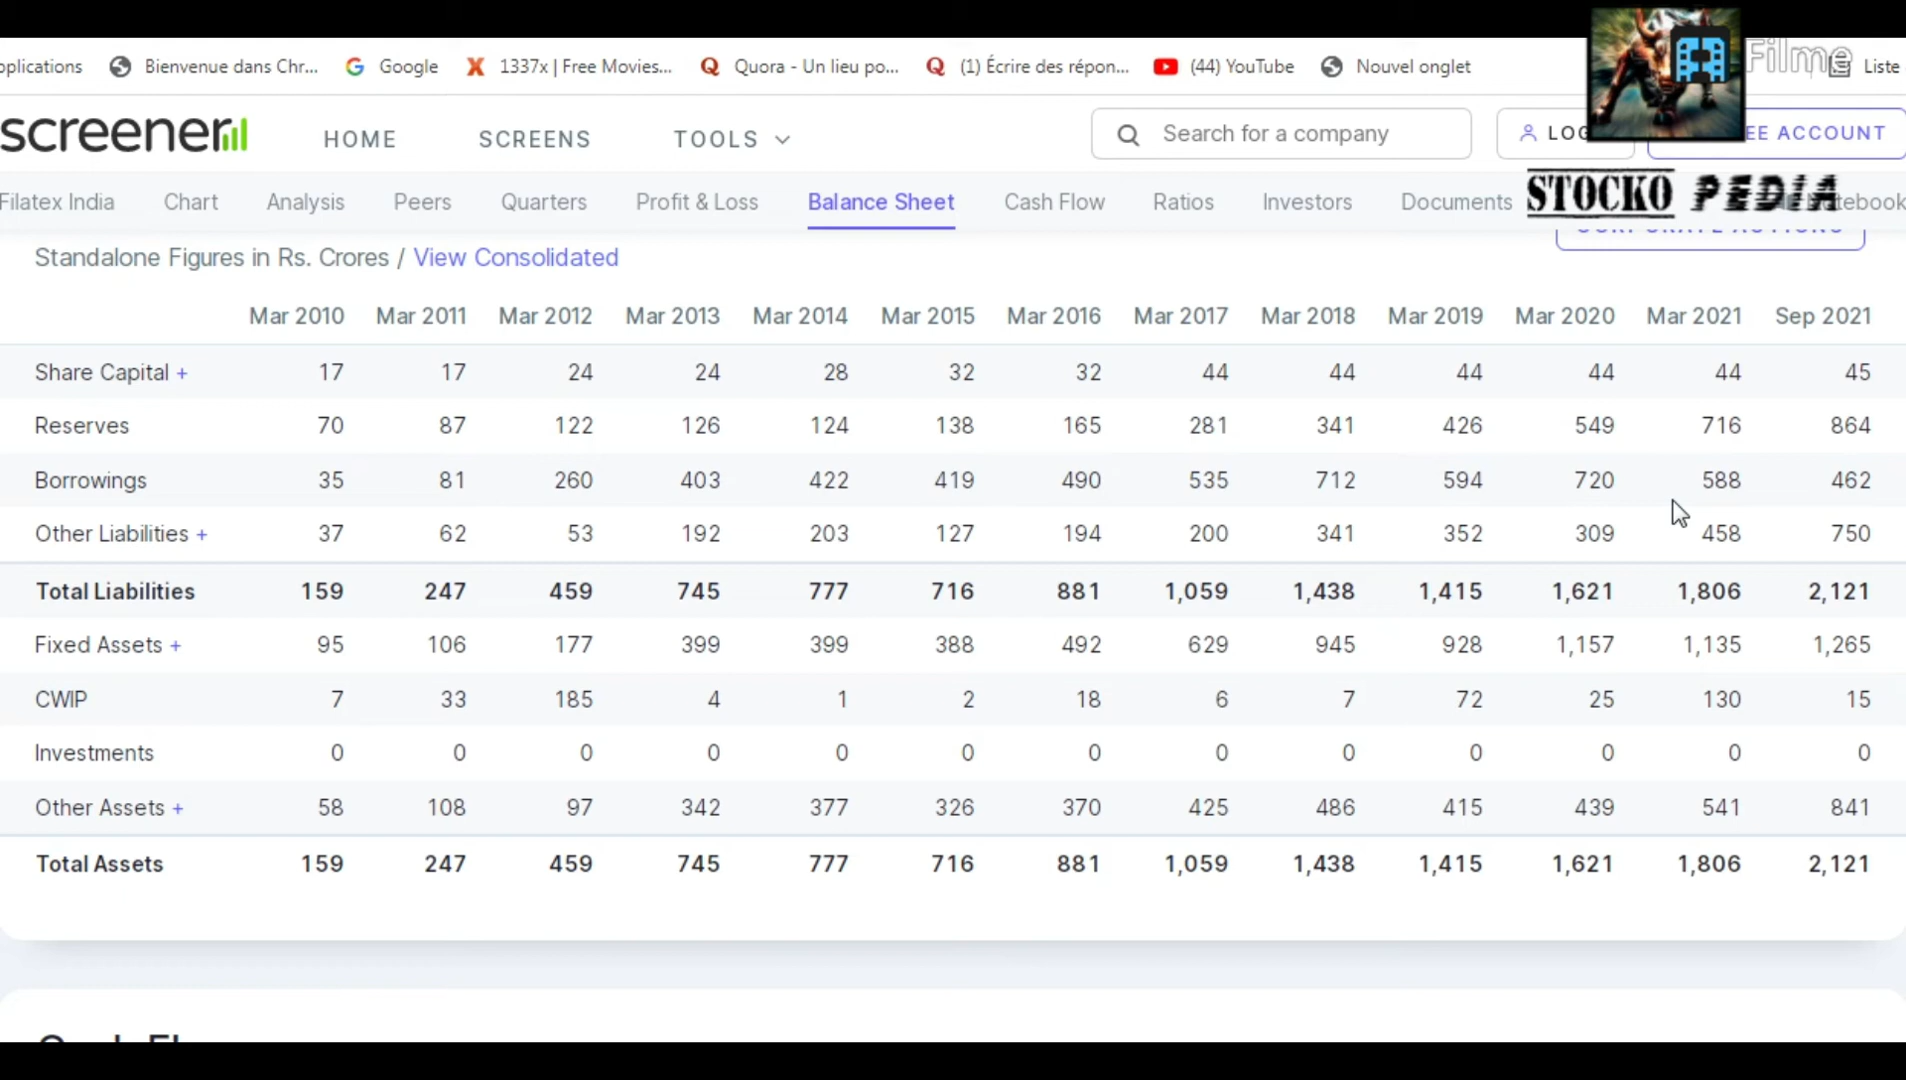 pplications Bienvenue dans Chr... Google 1337x | Free Movies... Quora - Un lieu po... (1) Écrire des répon... (44) YouTube Nouvel onglet Filme Liste
screener HOME SCREENS TOOLS Search for a company EE ACCOUNT
Filatex India Chart Analysis Peers Quarters Profit & Loss Balance Sheet Cash Flow Ratios Investors Documents STOCKO PEDIA
CORPORATE ACTIONS
Standalone Figures in Rs. Crores / View Consolidated
Mar 2010 Mar 2011 Mar 2012 Mar 2013 Mar 2014 Mar 2015 Mar 2016 Mar 2017 Mar 2018 Mar 2019 Mar 2020 Mar 2021 Sep 2021
Share Capital + 17 17 24 24 28 32 32 44 44 44 44 44 45
Reserves 70 87 122 126 124 138 165 281 341 426 549 716 864
Borrowings 35 81 260 403 422 419 490 535 712 594 720 588 462
Other Liabilities + 37 62 53 192 203 127 194 200 341 352 309 458 750
Total Liabilities 159 247 459 745 777 716 881 1,059 1,438 1,415 1,621 1,806 2,121
Fixed Assets + 95 106 177 399 399 388 492 629 945 928 1,157 1,135 1,265
CWIP 7 33 185 4 1 2 18 6 7 72 25 130 15
Investments 0 0 0 0 0 0 0 0 0 0 0 0 0
Other Assets + 58 108 97 342 377 326 370 425 486 415 439 541 841
Total Assets 159 247 459 745 777 716 881 1,059 1,438 1,415 1,621 1,806 2,121